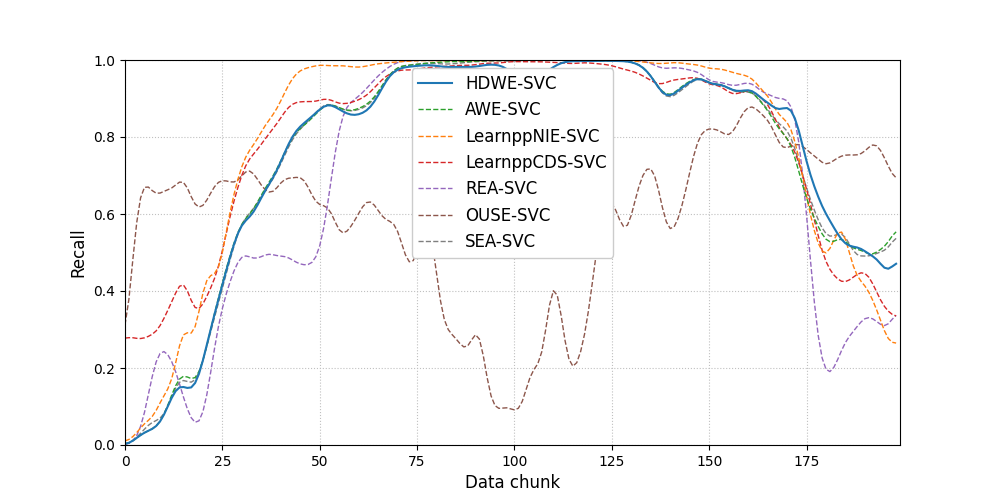 1.0
0.8
0.6
0.4
0.2
0.0
Recall
HDWE-SVC
AWE-SVC
LearnppNIE-SVC
LearnppCDS-SVC
REA-SVC
OUSE-SVC
SEA-SVC
0 25 50 75 100 125 150 175
Data chunk